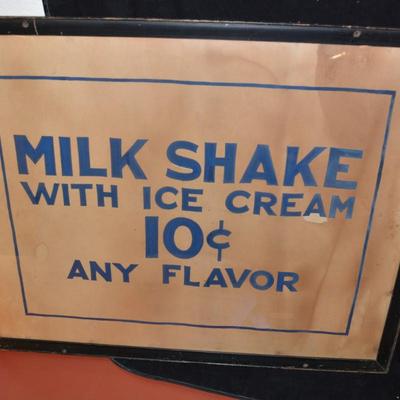 MILK SHAKE
WITH ICE CREAM
10¢
ANY FLAVOR